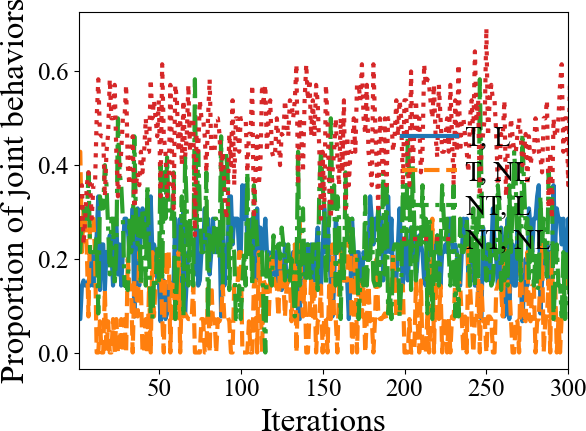 Proportion of joint behaviors
0.6
0.4
0.2
0.0
T, L
T, NL
NT, L
NT, NL
50
100
150
200
250
300
Iterations